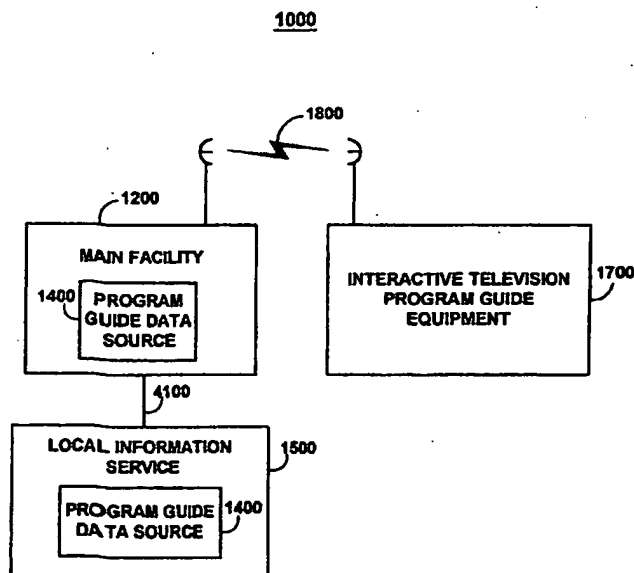 1000
1800
1200
MAIN FACILITY
1400
PROGRAM
GUIDE DATA
SOURCE
INTERACTIVE TELEVISION
PROGRAM GUIDE
EQUIPMENT
1700
4100
LOCAL INFORMATION
SERVICE
1500
PROGRAM GUIDE
DATA SOURCE
1400